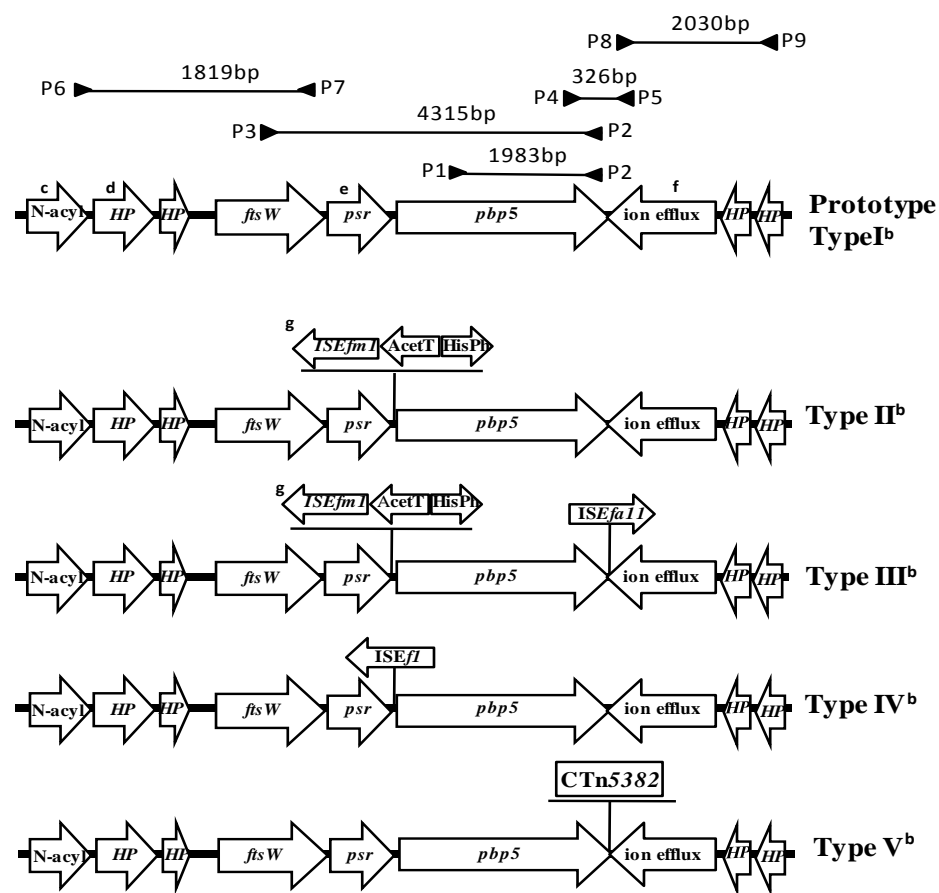 P8 2030bp P9
P6 1819bp P7
P4 326bp P5
P3 4315bp P2
P1 1983bp P2
c d e f
N-acyl HP HP ftsW psr pbp5 ion efflux HP HP
Prototype
TypeIᵇ
g
ISEfm1 AcetT HisPh
N-acyl HP HP ftsW psr pbp5 ion efflux HP HP Type IIᵇ
g
ISEfm1 AcetT HisPh ISEfa11
N-acyl HP HP ftsW psr pbp5 ion efflux HP HP Type IIIᵇ
ISEf1
N-acyl HP HP ftsW psr pbp5 ion efflux HP HP Type IVᵇ
CTn5382
N-acyl HP HP ftsW psr pbp5 ion efflux HP HP Type Vᵇ